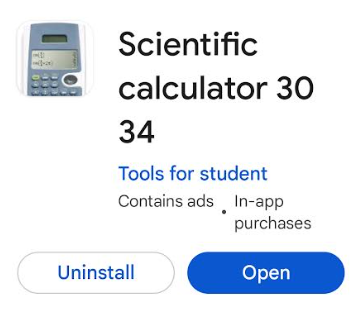 Scientific
calculator 30
34
Tools for student
Contains ads • In-app
purchases
Uninstall
Open